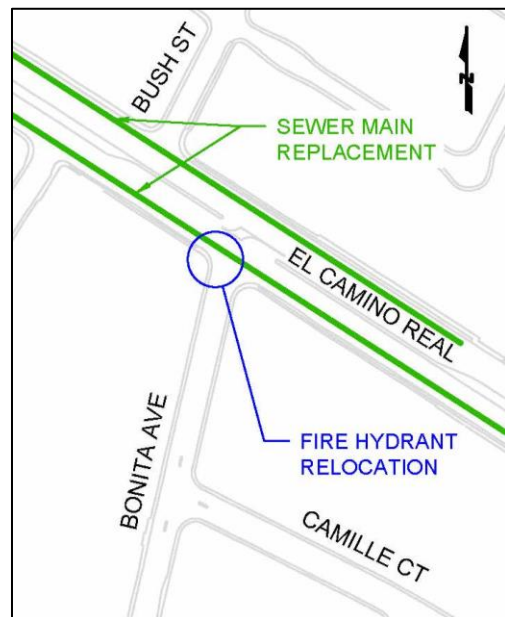 BUSH ST
SEWER MAIN
REPLACEMENT
EL CAMINO REAL
BONITA AVE
FIRE HYDRANT
RELOCATION
CAMILLE CT
N